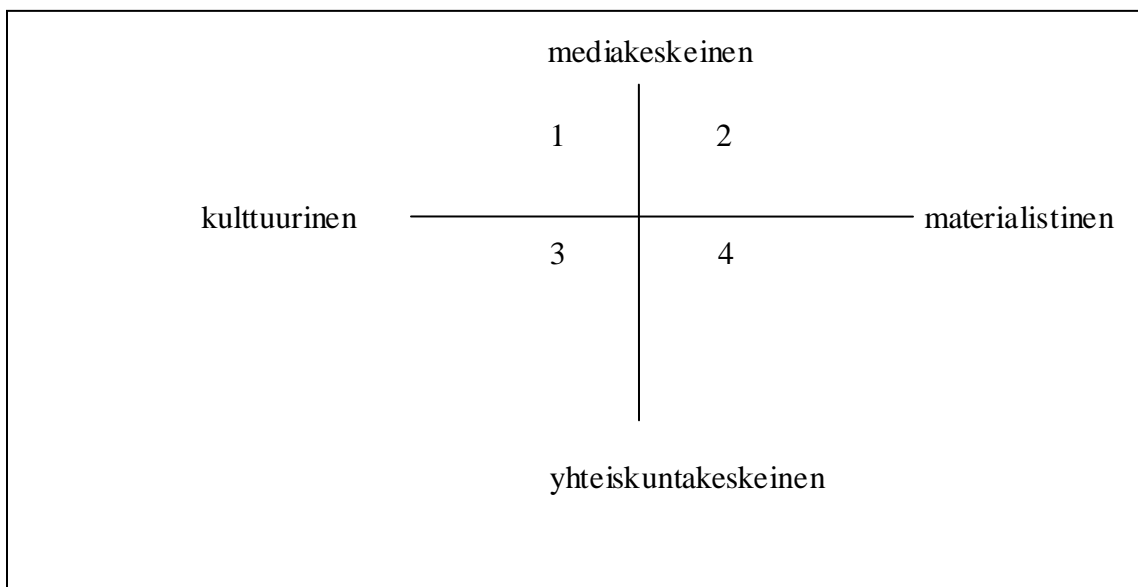 mediakeskeinen
1 2
kulttuurinen materialistinen
3 4
yhteiskuntakeskeinen